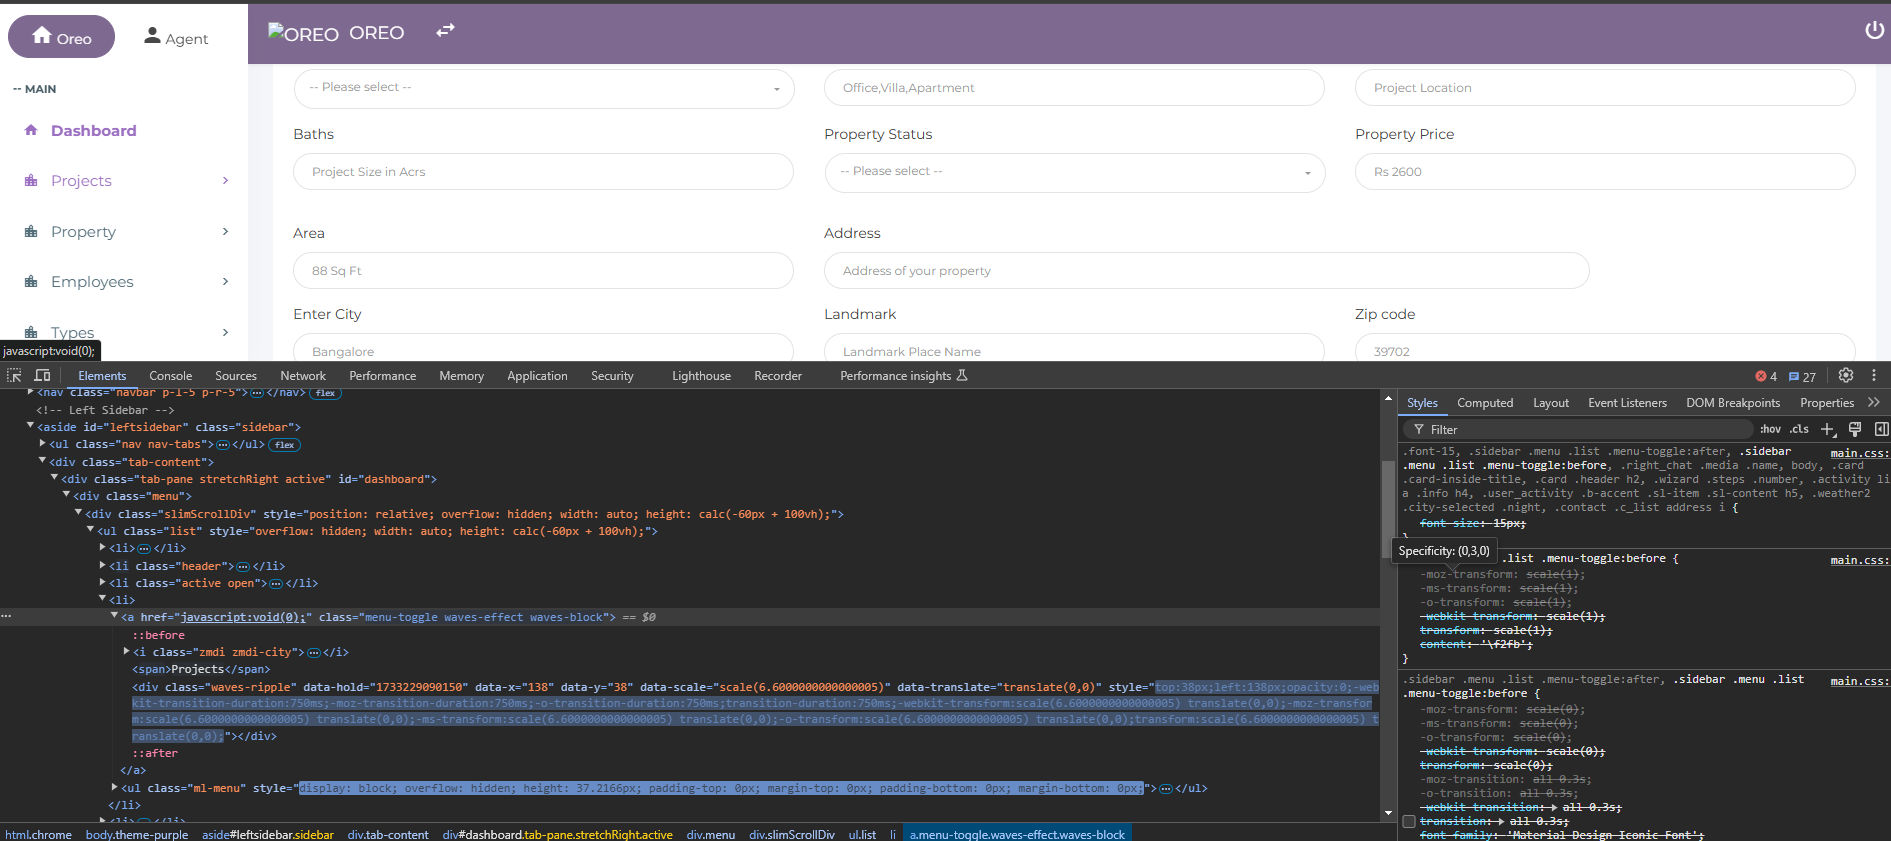 Oreo
Agent
OREO OREO
-- MAIN
Dashboard
Projects
Property
Employees
Types
javascript:void(0);
-- Please select --
Office,Villa,Apartment
Project Location
Baths
Property Status
Property Price
Project Size in Acrs
-- Please select --
Rs 2600
Area
Address
88 Sq Ft
Address of your property
Enter City
Landmark
Zip code
Bangalore
Landmark Place Name
39702
Elements Console Sources Network Performance Memory Application Security Lighthouse Recorder Performance insights
4 27
<nav class="navbar p-l-5 p-r-5">…</nav> flex
<!-- Left Sidebar -->
<aside id="leftsidebar" class="sidebar">
<ul class="nav nav-tabs">…</ul> flex
<div class="tab-content">
<div class="tab-pane stretchRight active" id="dashboard">
<div class="menu">
<div class="slimScrollDiv" style="position: relative; overflow: hidden; width: auto; height: calc(-60px + 100vh);">
<ul class="list" style="overflow: hidden; width: auto; height: calc(-60px + 100vh);">
<li>…</li>
<li class="header">…</li>
<li class="active open">…</li>
<li>
<a href="javascript:void(0);" class="menu-toggle waves-effect waves-block"> == $0
::before
<i class="zmdi zmdi-city">…</i>
<span>Projects</span>
<div class="waves-ripple" data-hold="1733229090150" data-x="138" data-y="38" data-scale="scale(6.6000000000000005)" data-translate="translate(0,0)" style="top:38px;left:138px;opacity:0;-web
kit-transition-duration:750ms;-moz-transition-duration:750ms;-o-transition-duration:750ms;transition-duration:750ms;-webkit-transform:scale(6.6000000000000005) translate(0,0);-moz-transfor
m:scale(6.6000000000000005) translate(0,0);-ms-transform:scale(6.6000000000000005) translate(0,0);-o-transform:scale(6.6000000000000005) translate(0,0);transform:scale(6.6000000000000005) t
ranslate(0,0);"></div>
::after
</a>
<ul class="ml-menu" style="display: block; overflow: hidden; height: 37.2166px; padding-top: 0px; margin-top: 0px; padding-bottom: 0px; margin-bottom: 0px;">…</ul>
</li>
<li>…</li>
html.chrome body.theme-purple aside#leftsidebar.sidebar div.tab-content div#dashboard.tab-pane.stretchRight.active div.menu div.slimScrollDiv ul.list li a.menu-toggle.waves-effect.waves-block
Styles Computed Layout Event Listeners DOM Breakpoints Properties
Filter :hov .cls
.font-15, .sidebar .menu .list .menu-toggle:after, .sidebar main.css:
.menu .list .menu-toggle:before, .right_chat .media .name, body, .card
.card-inside-title, .card .header h2, .wizard .steps .number, .activity li
a .info h4, .user_activity .b-accent .sl-item .sl-content h5, .weather2
.city-selected .night, .contact .c_list address i {
font-size: 15px;
}
Specificity: (0,3,0)
.list .menu-toggle:before { main.css:
-moz-transform: scale(1);
-ms-transform: scale(1);
-o-transform: scale(1);
-webkit-transform: scale(1);
transform: scale(1);
content: '\f2fb';
}
.sidebar .menu .list .menu-toggle:after, .sidebar .menu .list main.css:
.menu-toggle:before {
-moz-transform: scale(0);
-ms-transform: scale(0);
-o-transform: scale(0);
-webkit-transform: scale(0);
transform: scale(0);
-moz-transition: all 0.3s;
-o-transition: all 0.3s;
-webkit-transition: all 0.3s;
transition: all 0.3s;
font-family: 'Material Design Iconic Font';